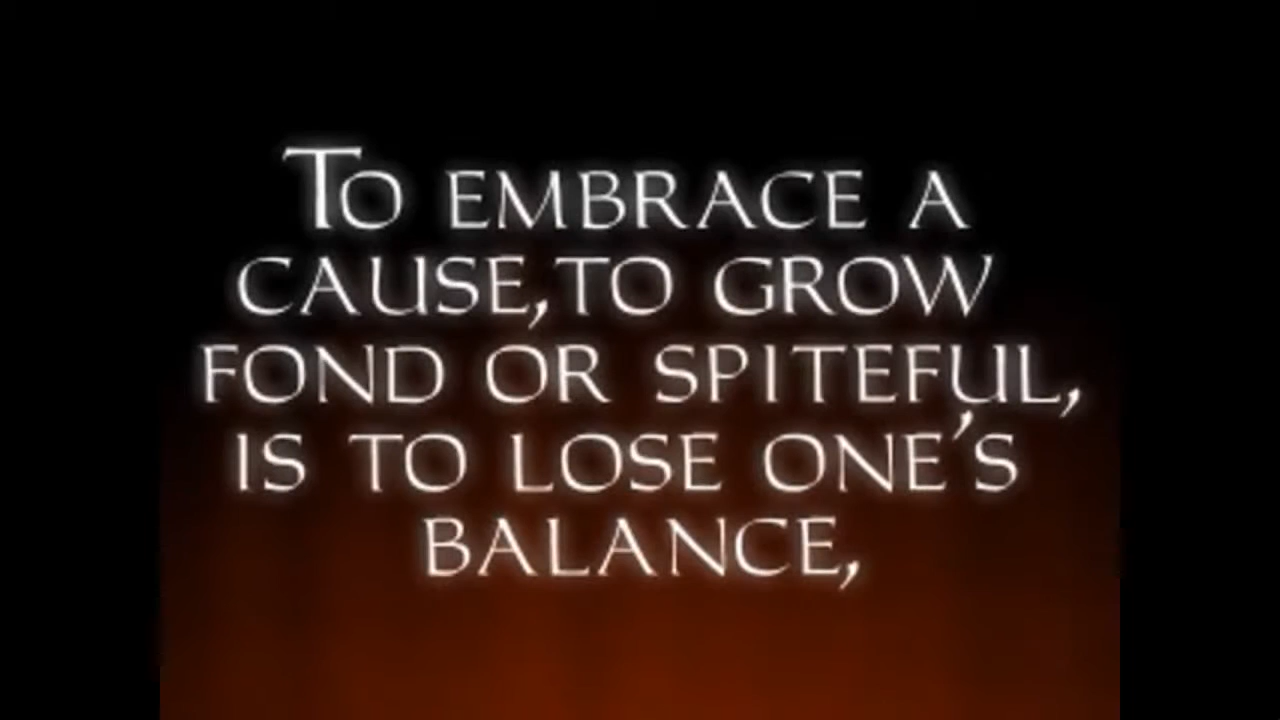 To EMBRACE A
CAUSE,TO GROW
FOND OR SPITEFUL,
IS TO LOSE ONE'S
BALANCE,